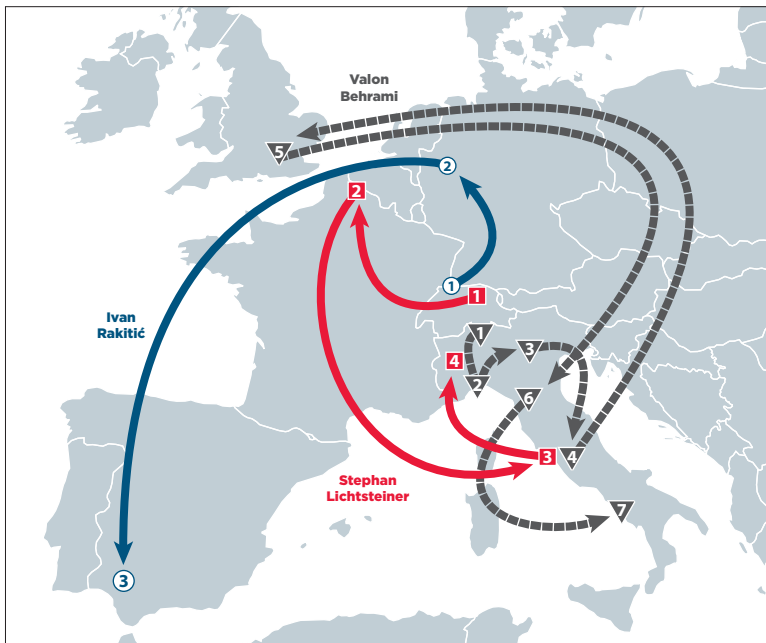 Valon
Behrami
5
2
2
1
1
Ivan
Rakitić
1
3
4
2
6
3
4
Stephan
Lichtsteiner
7
3